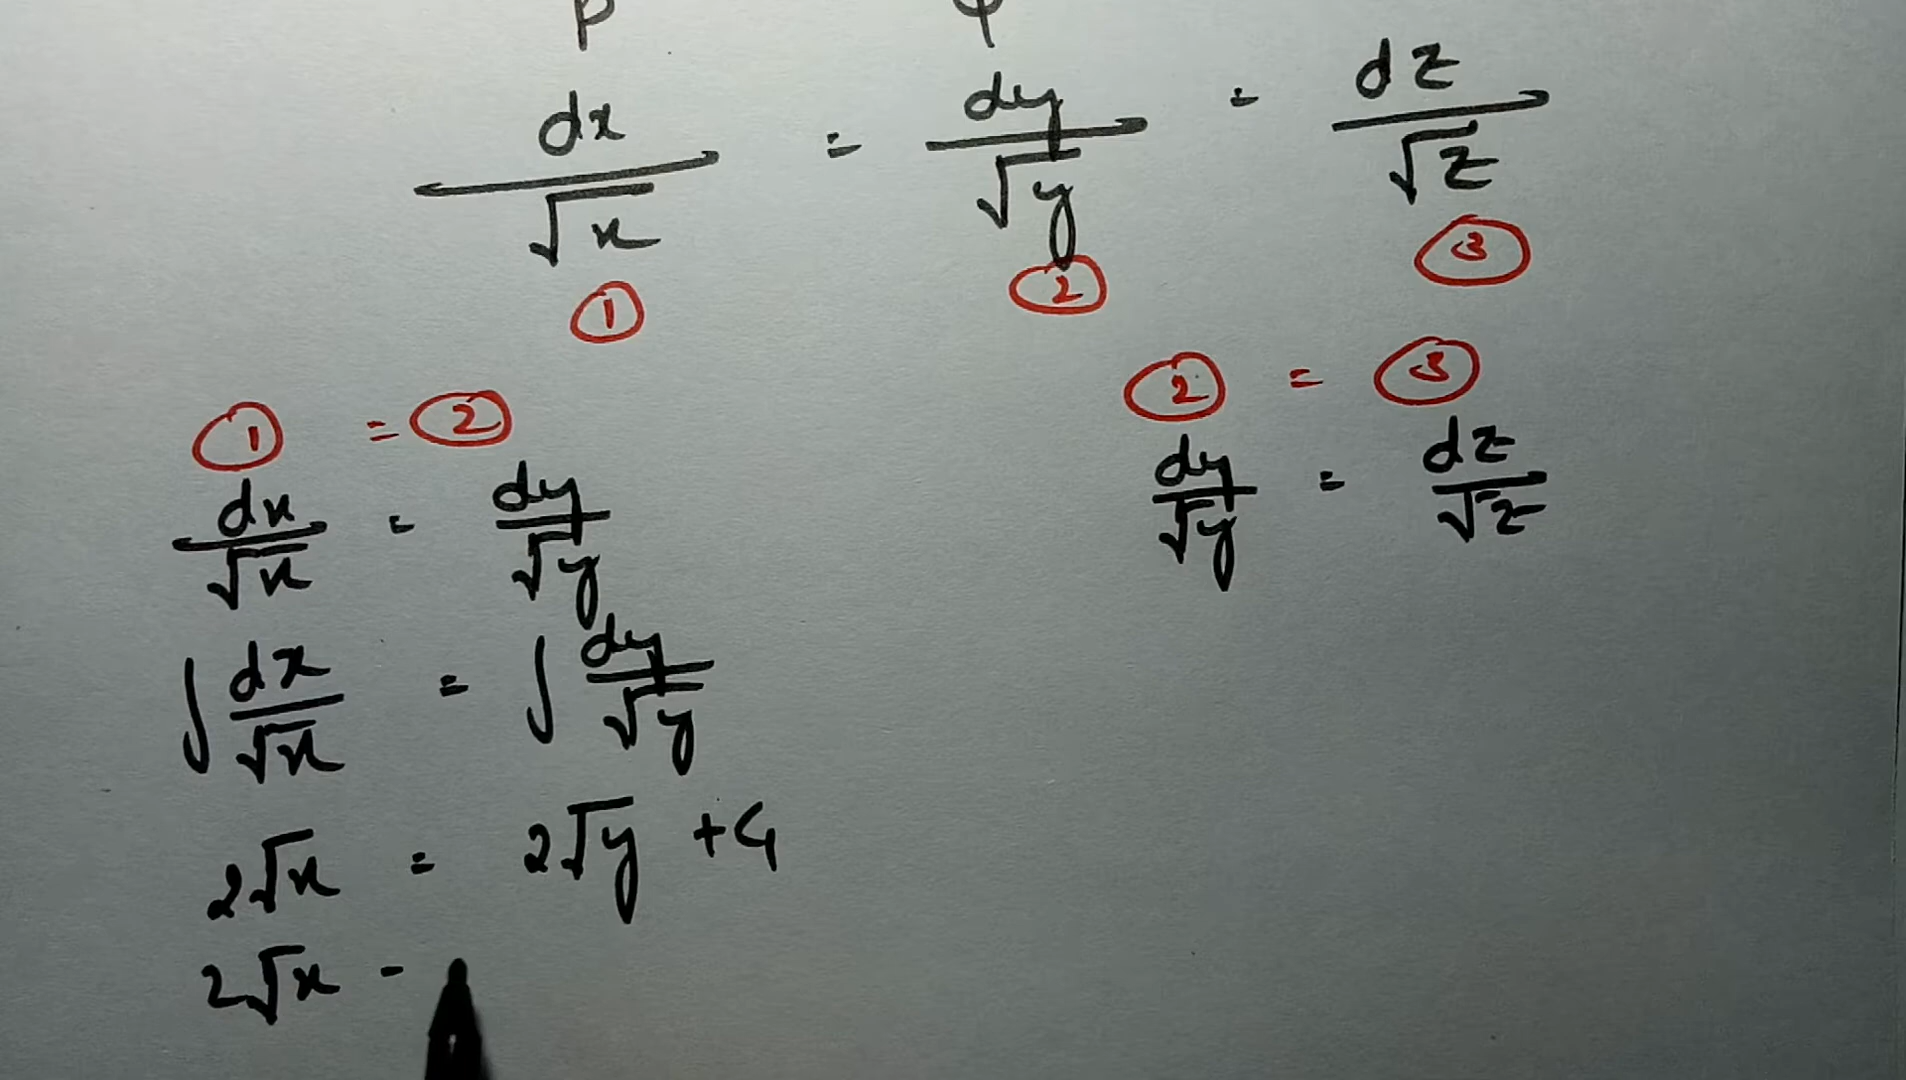 dx/√x = dy/√y = dz/√z
① ② ③
① = ②
dx/√x = dy/√y
∫ dx/√x = ∫ dy/√y
2√x = 2√y + C₁
2√x -
② = ③
dy/√y = dz/√z